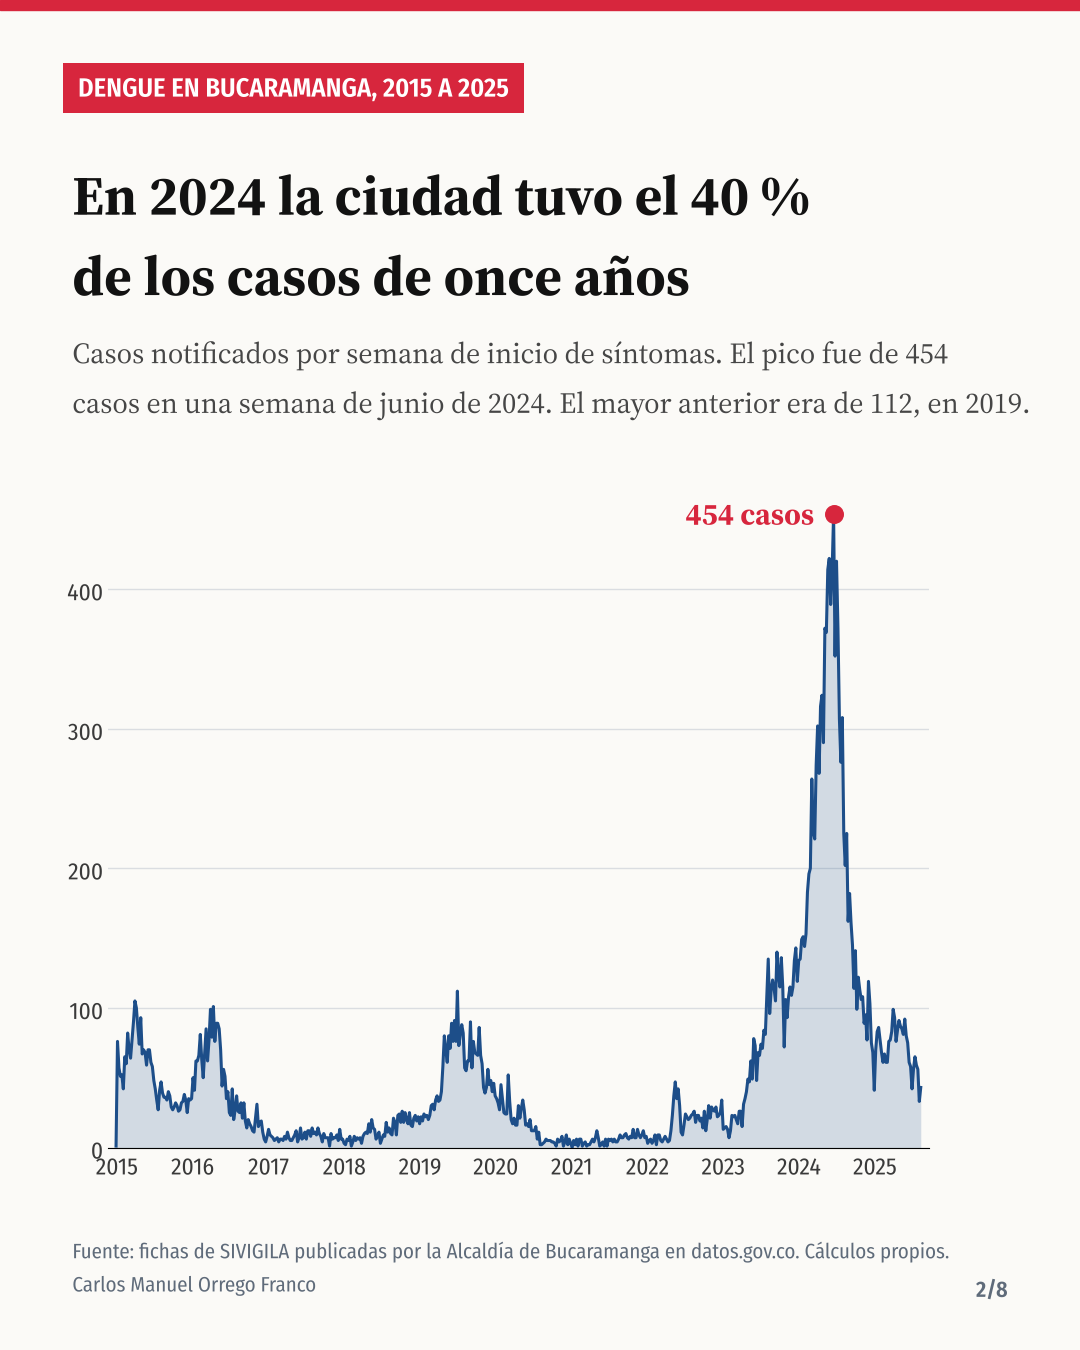 DENGUE EN BUCARAMANGA, 2015 A 2025
En 2024 la ciudad tuvo el 40 %
de los casos de once años
Casos notificados por semana de inicio de síntomas. El pico fue de 454
casos en una semana de junio de 2024. El mayor anterior era de 112, en 2019.
454 casos
400
300
200
100
0
2015 2016 2017 2018 2019 2020 2021 2022 2023 2024 2025
Fuente: fichas de SIVIGILA publicadas por la Alcaldía de Bucaramanga en datos.gov.co. Cálculos propios.
Carlos Manuel Orrego Franco
2/8